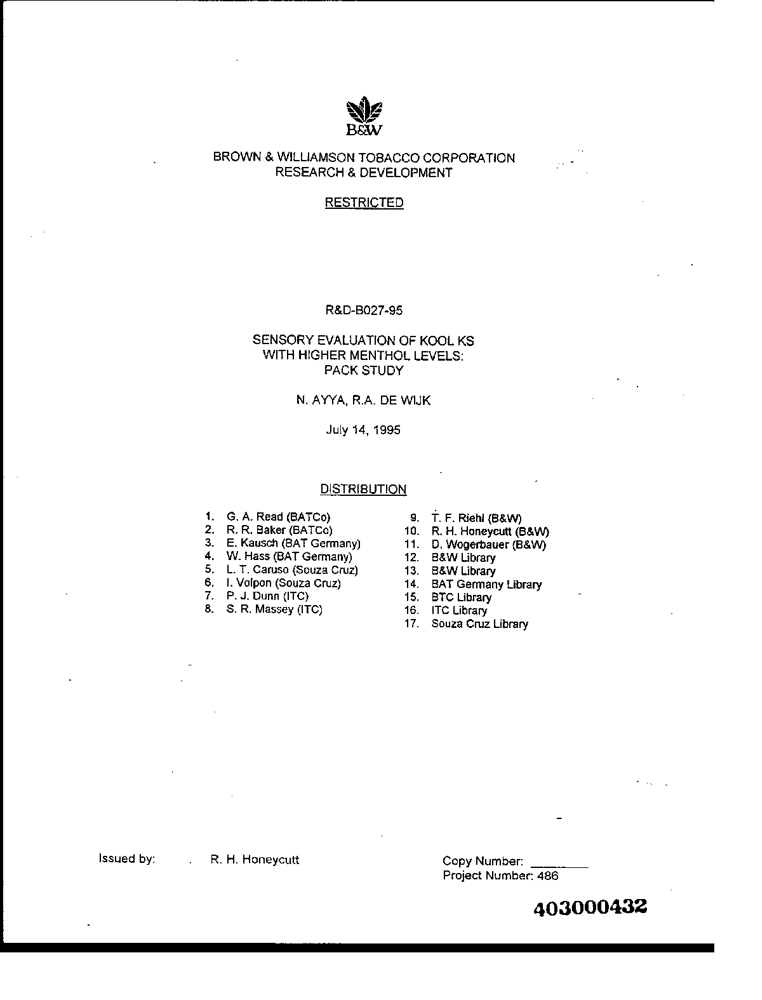 B&W
BROWN & WILLIAMSON TOBACCO CORPORATION
RESEARCH & DEVELOPMENT
RESTRICTED
R&D-B027-95
SENSORY EVALUATION OF KOOL KS
WITH HIGHER MENTHOL LEVELS:
PACK STUDY
N. AYYA, R.A. DE WIJK
July 14, 1995
DISTRIBUTION
1. G. A. Read (BATCo)
2. R. R. Baker (BATCo)
3. E. Kausch (BAT Germany)
4. W. Hass (BAT Germany)
5. L. T. Caruso (Souza Cruz)
6. I. Volpon (Souza Cruz)
7. P. J. Dunn (ITC)
8. S. R. Massey (ITC)
9. T. F. Riehl (B&W)
10. R. H. Honeycutt (B&W)
11. D. Wogerbauer (B&W)
12. B&W Library
13. B&W Library
14. BAT Germany Library
15. BTC Library
16. ITC Library
17. Souza Cruz Library
Issued by: R. H. Honeycutt
Copy Number: ________
Project Number: 486
403000432